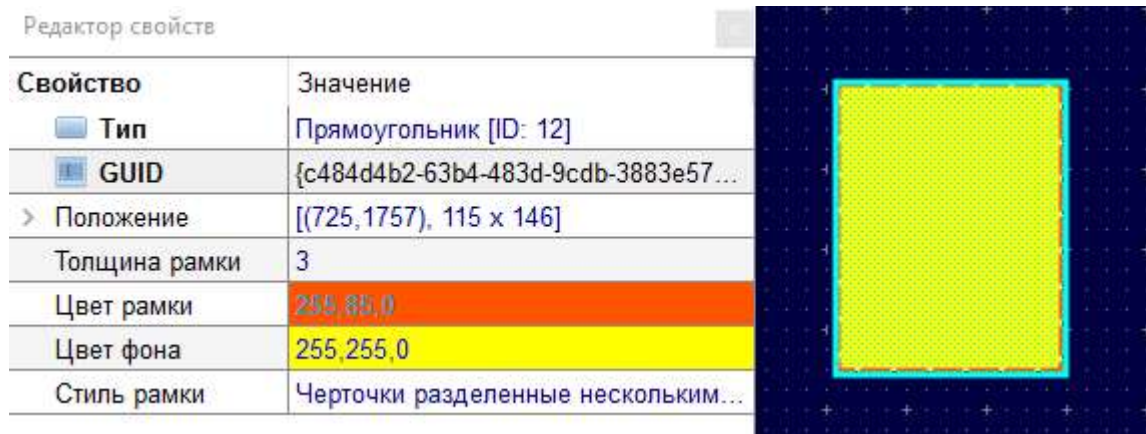 Редактор свойств
Свойство Значение
Тип Прямоугольник [ID: 12]
GUID {c484d4b2-63b4-483d-9cdb-3883e57...
Положение [(725,1757), 115 x 146]
Толщина рамки 3
Цвет рамки 255,85,0
Цвет фона 255,255,0
Стиль рамки Черточки разделенные нескольким...